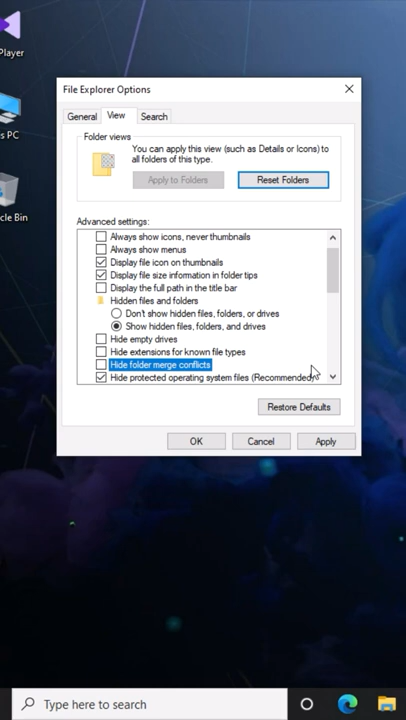 Player
File Explorer Options
General
View
Search
s PC
Folder views
You can apply this view (such as Details or Icons) to
all folders of this type.
Apply to Folders
Reset Folders
cle Bin
Advanced settings:
Always show icons, never thumbnails
Always show menus
Display file icon on thumbnails
Display file size information in folder tips
Display the full path in the title bar
Hidden files and folders
Don't show hidden files, folders, or drives
Show hidden files, folders, and drives
Hide empty drives
Hide extensions for known file types
Hide folder merge conflicts
Hide protected operating system files (Recommended)
Restore Defaults
OK
Cancel
Apply
Type here to search